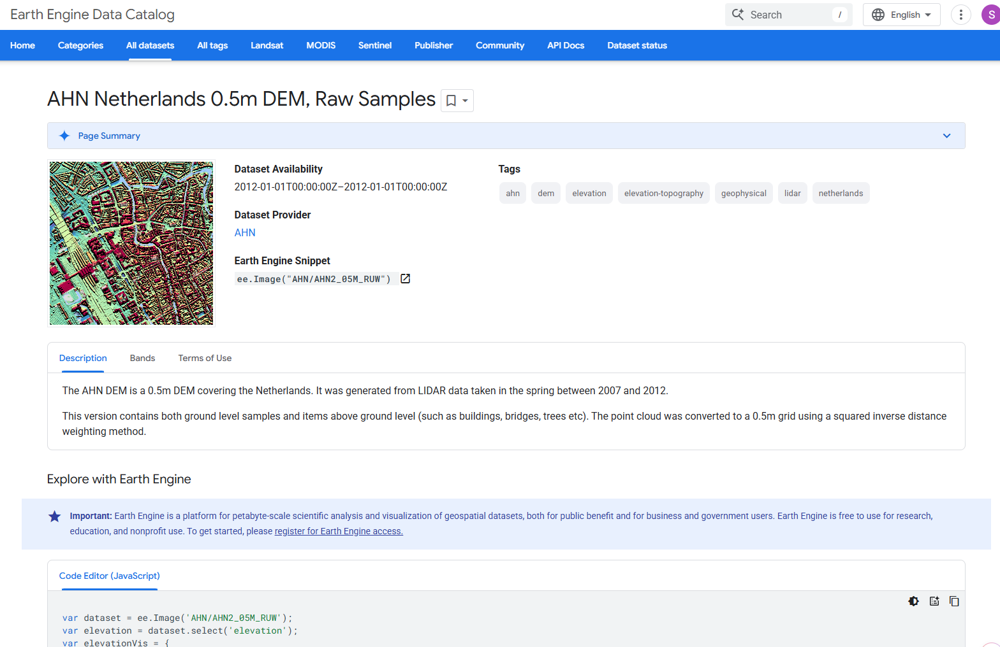 Earth Engine Data Catalog
Search /
English
S
Home Categories All datasets All tags Landsat MODIS Sentinel Publisher Community API Docs Dataset status
AHN Netherlands 0.5m DEM, Raw Samples
Page Summary
Dataset Availability
2012-01-01T00:00:00Z–2012-01-01T00:00:00Z
Dataset Provider
AHN
Earth Engine Snippet
ee.Image("AHN/AHN2_05M_RUW")
Tags
ahn dem elevation elevation-topography geophysical lidar netherlands
Description Bands Terms of Use
The AHN DEM is a 0.5m DEM covering the Netherlands. It was generated from LIDAR data taken in the spring between 2007 and 2012.
This version contains both ground level samples and items above ground level (such as buildings, bridges, trees etc). The point cloud was converted to a 0.5m grid using a squared inverse distance
weighting method.
Explore with Earth Engine
Important: Earth Engine is a platform for petabyte-scale scientific analysis and visualization of geospatial datasets, both for public benefit and for business and government users. Earth Engine is free to use for research,
education, and nonprofit use. To get started, please register for Earth Engine access.
Code Editor (JavaScript)
var dataset = ee.Image('AHN/AHN2_05M_RUW');
var elevation = dataset.select('elevation');
var elevationVis = {